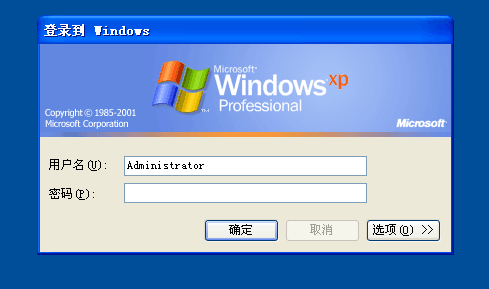 登录到 Windows
Microsoft®
Windows xp
Professional
™
Copyright © 1985-2001
Microsoft Corporation
Microsoft
用户名(U):
Administrator
密码(P):
确定
取消
选项(O) >>